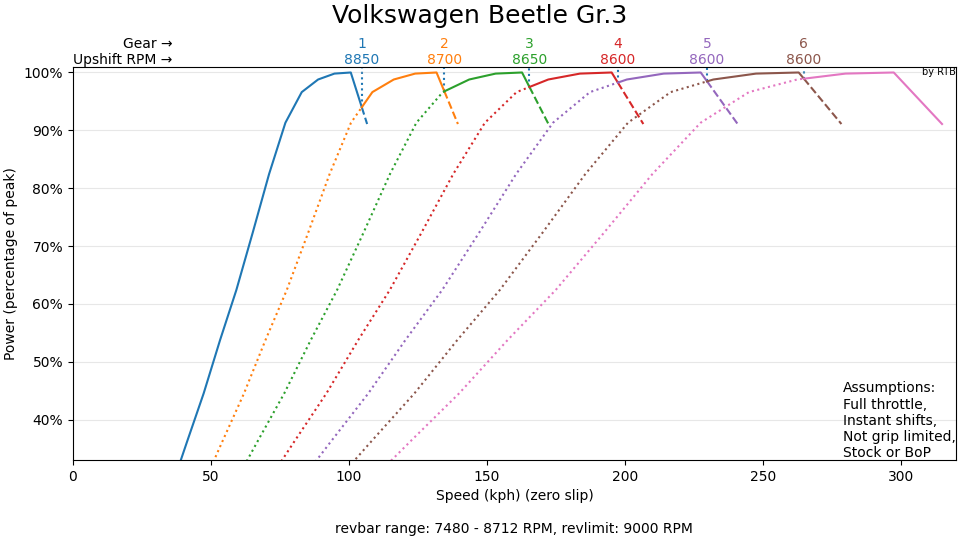 Volkswagen Beetle Gr.3
Gear → 1 2 3 4 5 6
Upshift RPM → 8850 8700 8650 8600 8600 8600
by RTB
100%
90%
80%
70%
60%
50%
40%
Power (percentage of peak)
Assumptions:
Full throttle,
Instant shifts,
Not grip limited,
Stock or BoP
0 50 100 150 200 250 300
Speed (kph) (zero slip)
revbar range: 7480 - 8712 RPM, revlimit: 9000 RPM